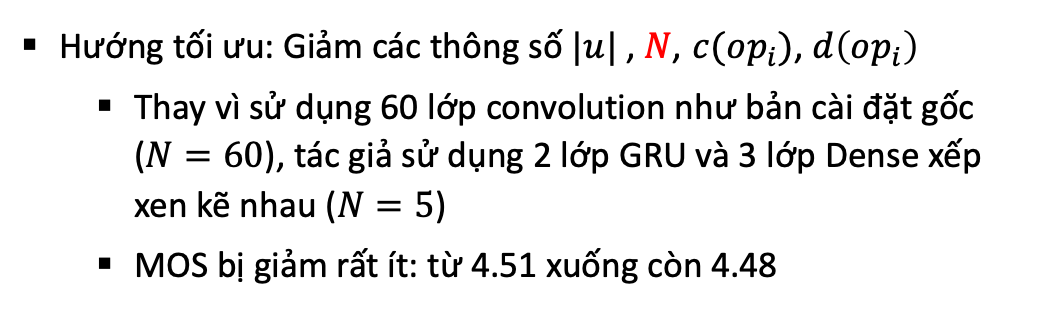 ▪ Hướng tối ưu: Giảm các thông số |u| , N, c(opᵢ), d(opᵢ)
▪ Thay vì sử dụng 60 lớp convolution như bản cài đặt gốc
(N = 60), tác giả sử dụng 2 lớp GRU và 3 lớp Dense xếp
xen kẽ nhau (N = 5)
▪ MOS bị giảm rất ít: từ 4.51 xuống còn 4.48